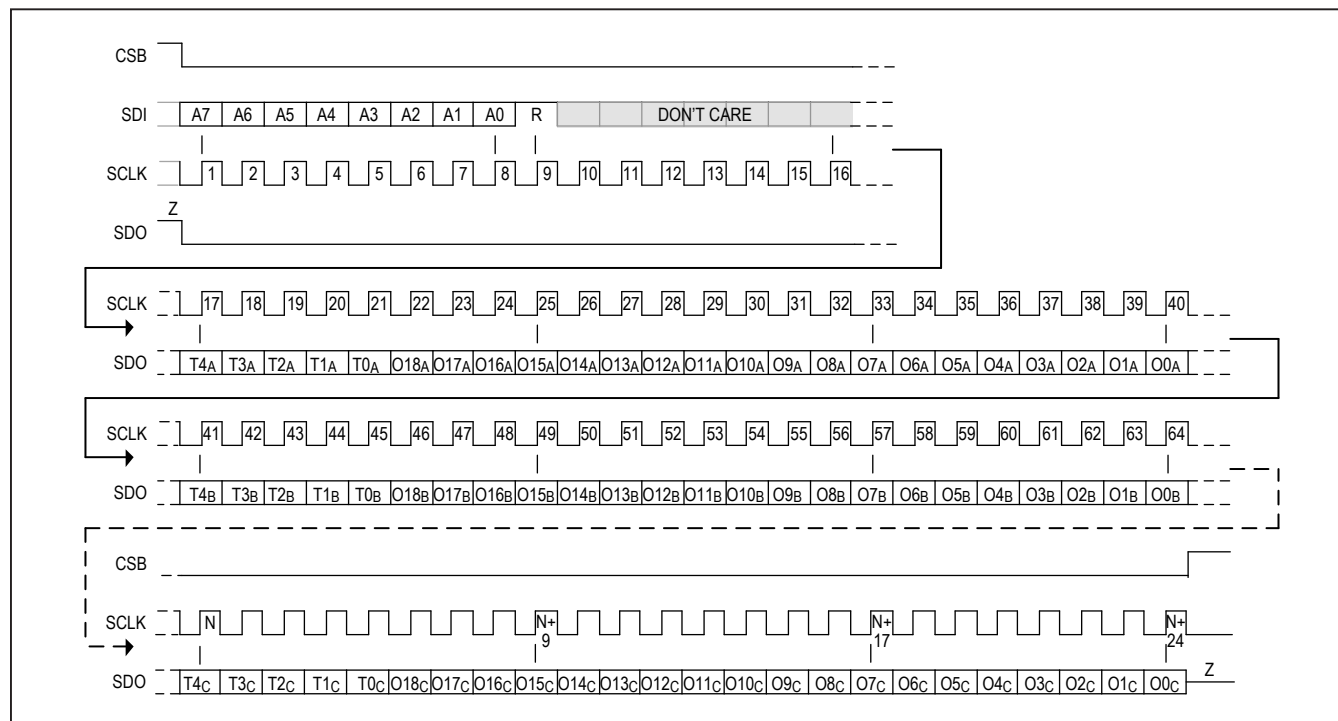 CSB
SDI A7 A6 A5 A4 A3 A2 A1 A0 R DON'T CARE
SCLK 1 2 3 4 5 6 7 8 9 10 11 12 13 14 15 16
Z
SDO
SCLK 17 18 19 20 21 22 23 24 25 26 27 28 29 30 31 32 33 34 35 36 37 38 39 40
SDO T4A T3A T2A T1A T0A O18A O17A O16A O15A O14A O13A O12A O11A O10A O9A O8A O7A O6A O5A O4A O3A O2A O1A O0A
SCLK 41 42 43 44 45 46 47 48 49 50 51 52 53 54 55 56 57 58 59 60 61 62 63 64
SDO T4B T3B T2B T1B T0B O18B O17B O16B O15B O14B O13B O12B O11B O10B O9B O8B O7B O6B O5B O4B O3B O2B O1B O0B
CSB
SCLK N N+ N+ N+
9 17 24
SDO T4C T3C T2C T1C T0C O18C O17C O16C O15C O14C O13C O12C O11C O10C O9C O8C O7C O6C O5C O4C O3C O2C O1C O0C Z